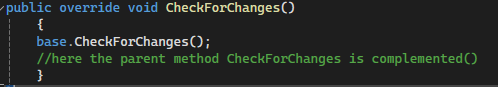 public override void CheckForChanges()
{
base.CheckForChanges();
//here the parent method CheckForChanges is complemented()
}